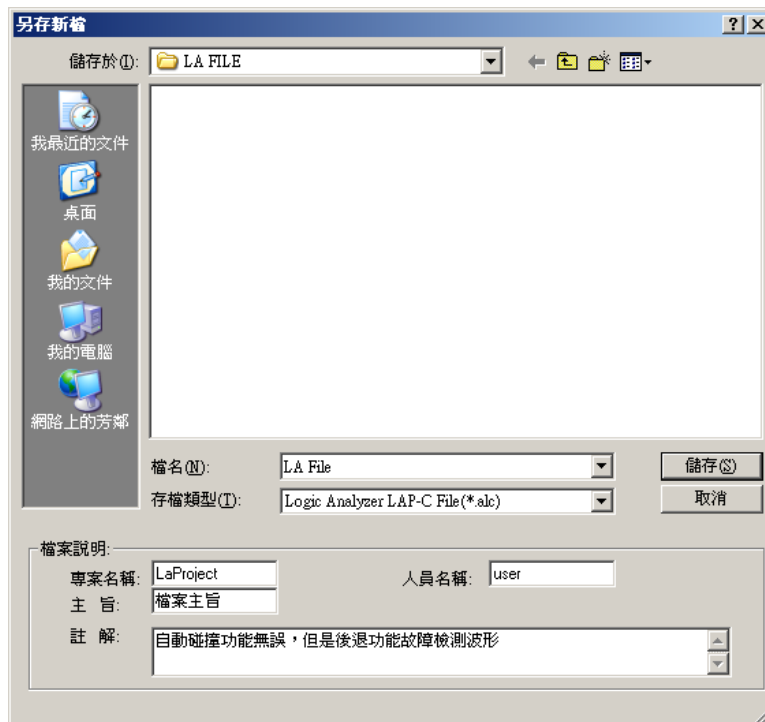 另存新檔
儲存於(I): LA FILE
我最近的文件
桌面
我的文件
我的電腦
網路上的芳鄰
檔名(N): LA File 儲存(S)
存檔類型(T): Logic Analyzer LAP-C File(*.alc) 取消
檔案說明:
專案名稱: LaProject 人員名稱: user
主 旨: 檔案主旨
註 解: 自動碰撞功能無誤，但是後退功能故障檢測波形